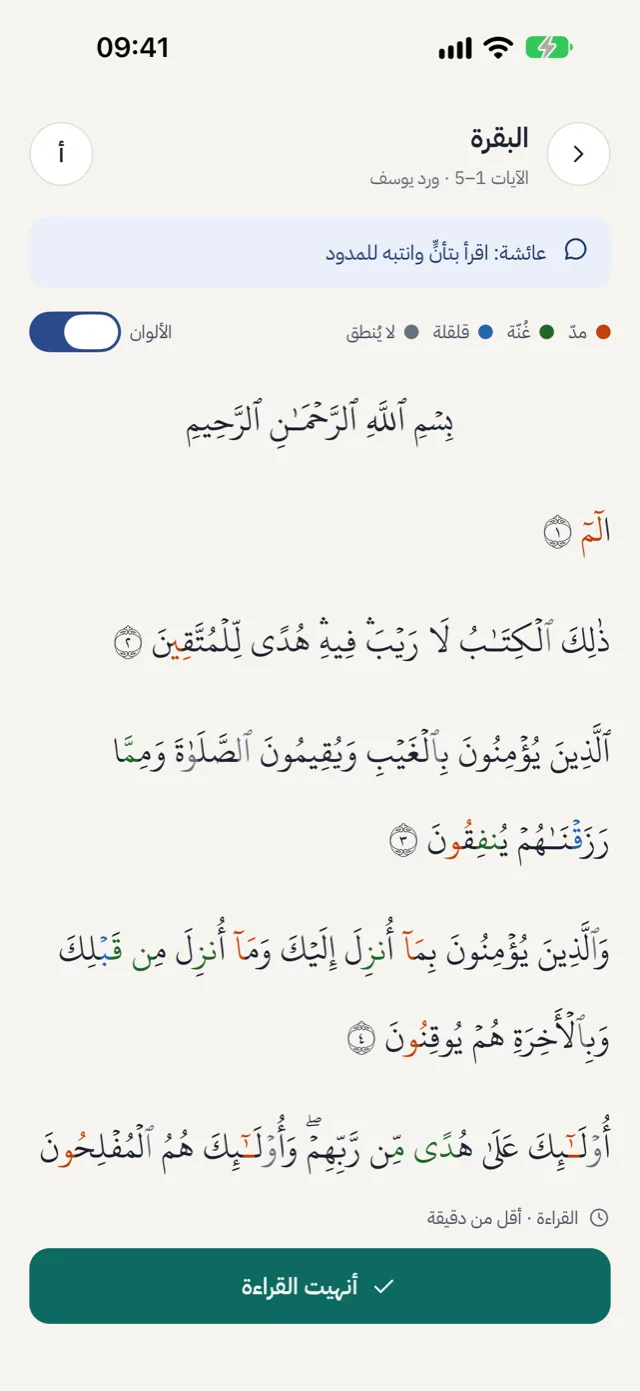 09:41
البقرة
الآيات 1–5 · ورد يوسف
أ
عائشة: اقرأ بتأنٍّ وانتبه للمدود
مدّ غُنّة قلقلة لا يُنطق الألوان
بِسْمِ ٱللَّهِ ٱلرَّحْمَـٰنِ ٱلرَّحِيمِ
الٓمٓ ۝١
ذَٰلِكَ ٱلْكِتَـٰبُ لَا رَيْبَ ۛ فِيهِ ۛ هُدًى لِّلْمُتَّقِينَ ۝٢
ٱلَّذِينَ يُؤْمِنُونَ بِٱلْغَيْبِ وَيُقِيمُونَ ٱلصَّلَوٰةَ وَمِمَّا
رَزَقْنَـٰهُمْ يُنفِقُونَ ۝٣
وَٱلَّذِينَ يُؤْمِنُونَ بِمَآ أُنزِلَ إِلَيْكَ وَمَآ أُنزِلَ مِن قَبْلِكَ
وَبِٱلْأَخِرَةِ هُمْ يُوقِنُونَ ۝٤
أُو۟لَـٰٓئِكَ عَلَىٰ هُدًى مِّن رَّبِّهِمْ ۖ وَأُو۟لَـٰٓئِكَ هُمُ ٱلْمُفْلِحُونَ
القراءة · أقل من دقيقة
أنهيت القراءة